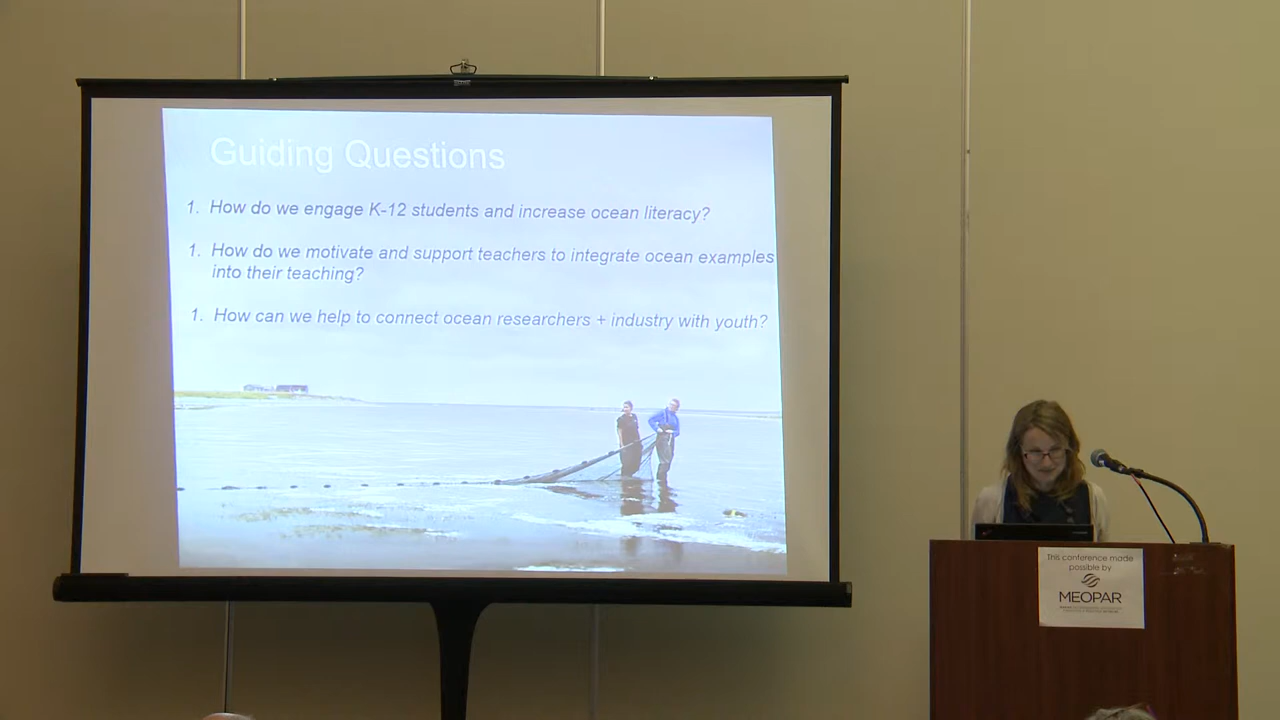 Guiding Questions
1. How do we engage K-12 students and increase ocean literacy?
1. How do we motivate and support teachers to integrate ocean examples
into their teaching?
1. How can we help to connect ocean researchers + industry with youth?
This conference made
possible by
MEOPAR